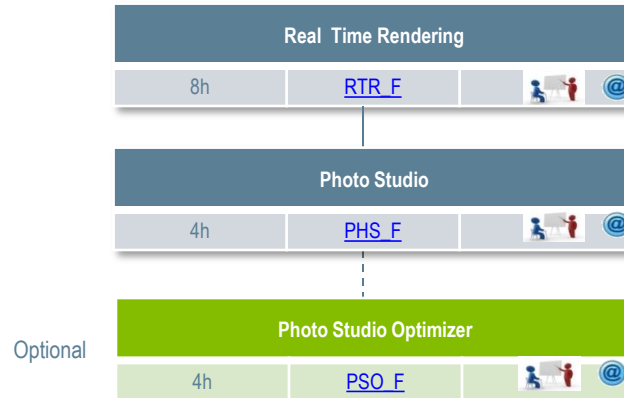 Real Time Rendering
8h RTR_F @
Photo Studio
4h PHS_F @
Photo Studio Optimizer
Optional
4h PSO_F @